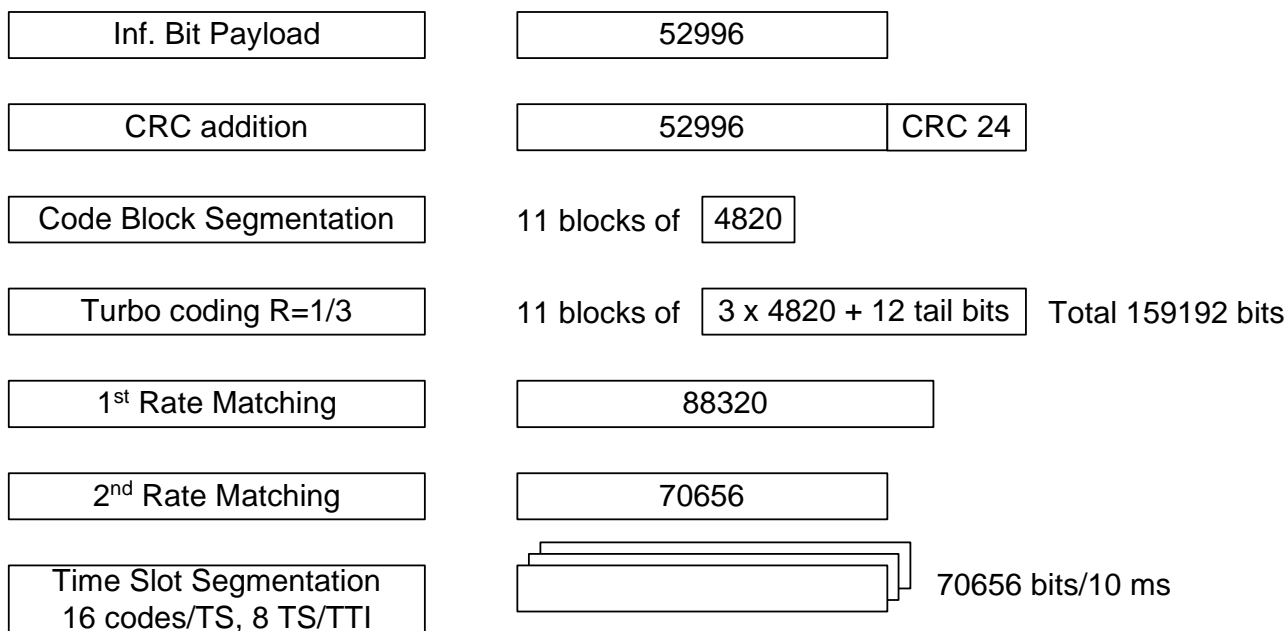 Inf. Bit Payload 52996
CRC addition 52996 CRC 24
Code Block Segmentation 11 blocks of 4820
Turbo coding R=1/3 11 blocks of 3 x 4820 + 12 tail bits Total 159192 bits
1st Rate Matching 88320
2nd Rate Matching 70656
Time Slot Segmentation
16 codes/TS, 8 TS/TTI
70656 bits/10 ms